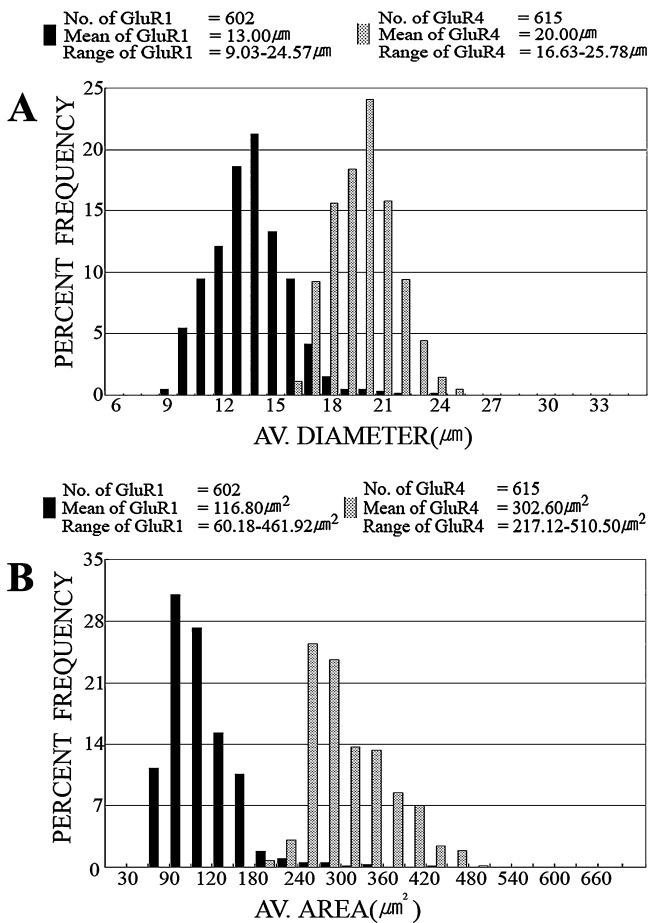 No. of GluR1 = 602 No. of GluR4 = 615
Mean of GluR1 = 13.00㎛ Mean of GluR4 = 20.00㎛
Range of GluR1 = 9.03-24.57㎛ Range of GluR4 = 16.63-25.78㎛
A
PERCENT FREQUENCY
25
20
15
10
5
0
6 9 12 15 18 21 24 27 30 33
AV. DIAMETER(㎛)
No. of GluR1 = 602 No. of GluR4 = 615
Mean of GluR1 = 116.80㎛² Mean of GluR4 = 302.60㎛²
Range of GluR1 = 60.18-461.92㎛² Range of GluR4 = 217.12-510.50㎛²
B
PERCENT FREQUENCY
35
28
21
14
7
0
30 90 120 180 240 300 360 420 480 540 600 660
AV. AREA(㎛²)